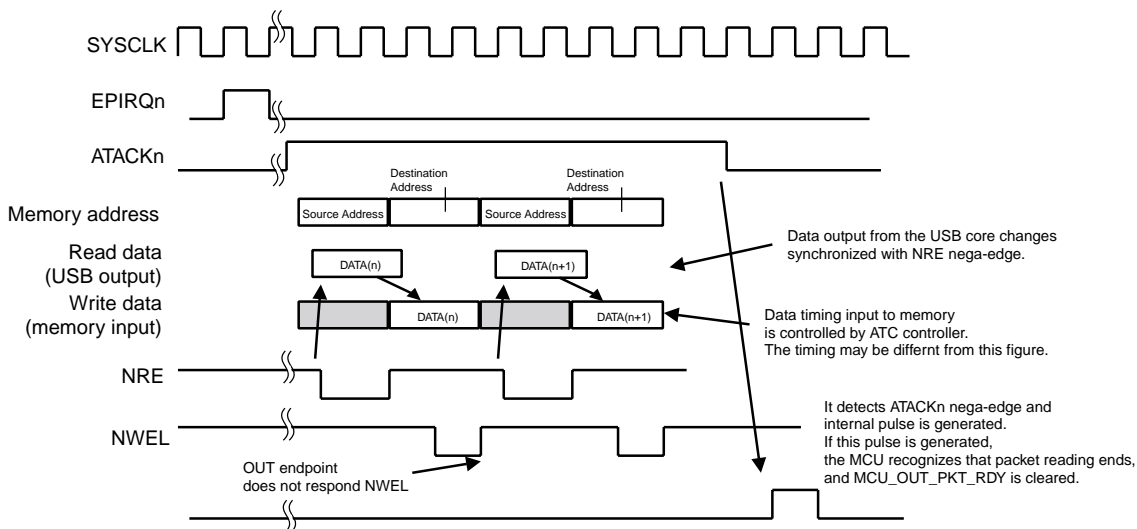 SYSCLK
EPIRQn
ATACKn
Destination
Address
Destination
Address
Memory address
Source Address
Source Address
Read data
(USB output)
DATA(n)
DATA(n+1)
Data output from the USB core changes
synchronized with NRE nega-edge.
Write data
(memory input)
DATA(n)
DATA(n+1)
Data timing input to memory
is controlled by ATC controller.
The timing may be differnt from this figure.
NRE
NWEL
OUT endpoint
does not respond NWEL
It detects ATACKn nega-edge and
internal pulse is generated.
If this pulse is generated,
the MCU recognizes that packet reading ends,
and MCU_OUT_PKT_RDY is cleared.